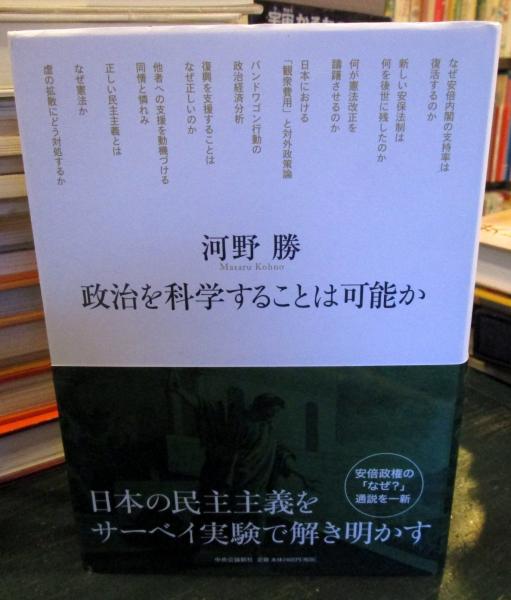 なぜ安倍内閣の支持率は
復活するのか
新しい安保法制は
何を後世に残したのか
何が憲法改正を
躊躇させるのか
日本における
「観衆費用」と対外政策論
バンドワゴン行動の
政治経済分析
復興を支援することは
なぜ正しいのか
他者への支援を動機づける
同情と憐れみ
正しい民主主義とは
なぜ憲法か
虚の拡散にどう対処するか
河野 勝
Masaru Kohno
政治を科学することは可能か
安倍政権の
「なぜ?」
通説を一新
日本の民主主義を
サーベイ実験で解き明かす
中央公論新社